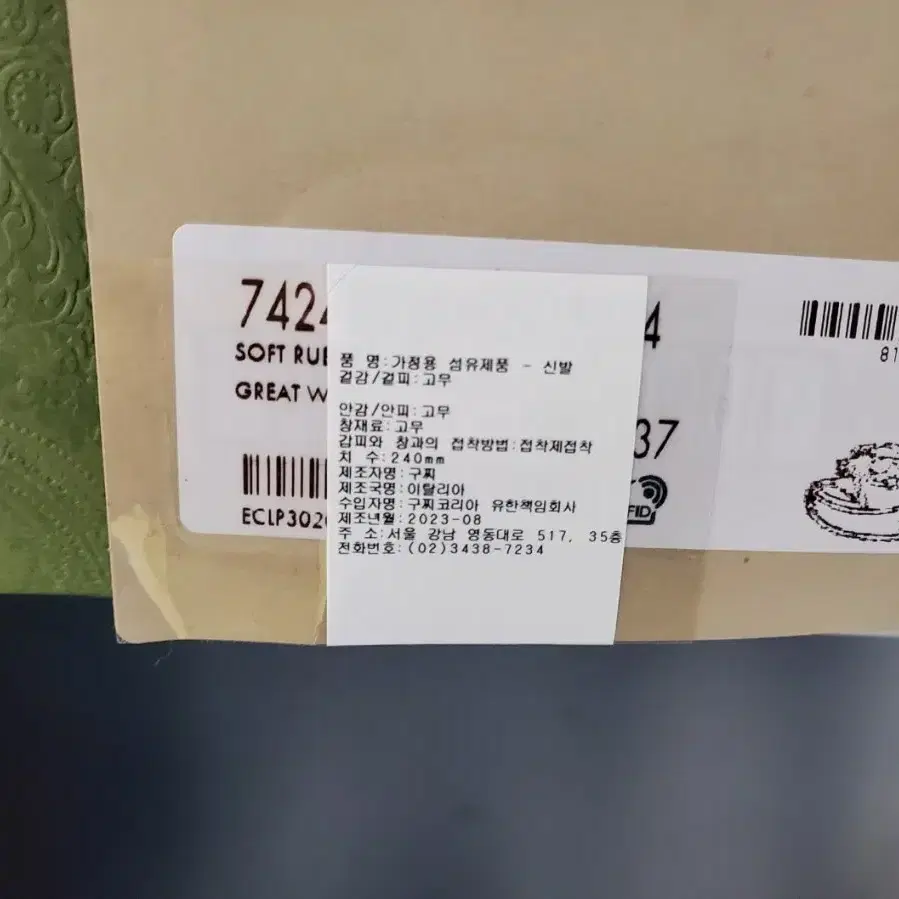 742
4
SOFT RU
GREAT W
37
ECLP302
81
품 명:가정용 섬유제품 - 신발
겉감/겉피:고무
안감/안피:고무
창재료:고무
갑피와 창과의 접착방법:접착제접착
치 수:240mm
제조자명:구찌
제조국명:이탈리아
수입자명:구찌코리아 유한책임회사
제조년월:2023-08
주 소:서울 강남 영동대로 517, 35층
전화번호:(02)3438-7234